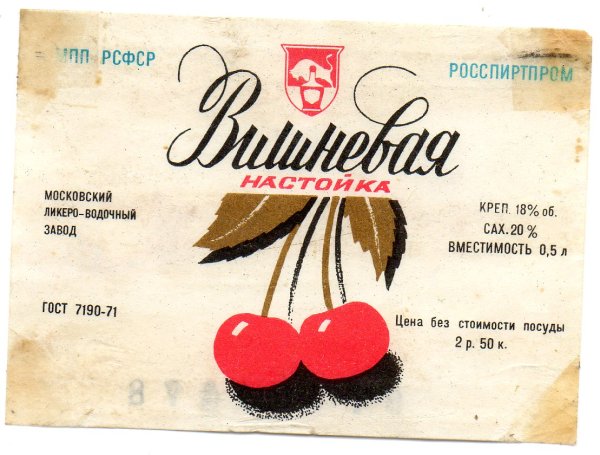 МПП РСФСР
РОССПИРТПРОМ
Вишневая
НАСТОЙКА
МОСКОВСКИЙ
ЛИКЕРО-ВОДОЧНЫЙ
ЗАВОД
КРЕП. 18% об.
САХ. 20%
ВМЕСТИМОСТЬ 0,5 л
ГОСТ 7190-71
Цена без стоимости посуды
2 р. 50 к.